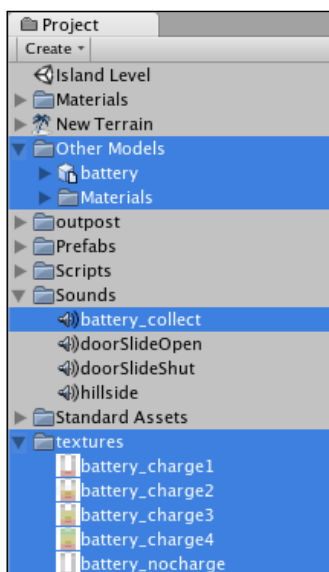 Project
Create
Island Level
Materials
New Terrain
Other Models
battery
Materials
outpost
Prefabs
Scripts
Sounds
battery_collect
doorSlideOpen
doorSlideShut
hillside
Standard Assets
textures
battery_charge1
battery_charge2
battery_charge3
battery_charge4
battery_nocharge